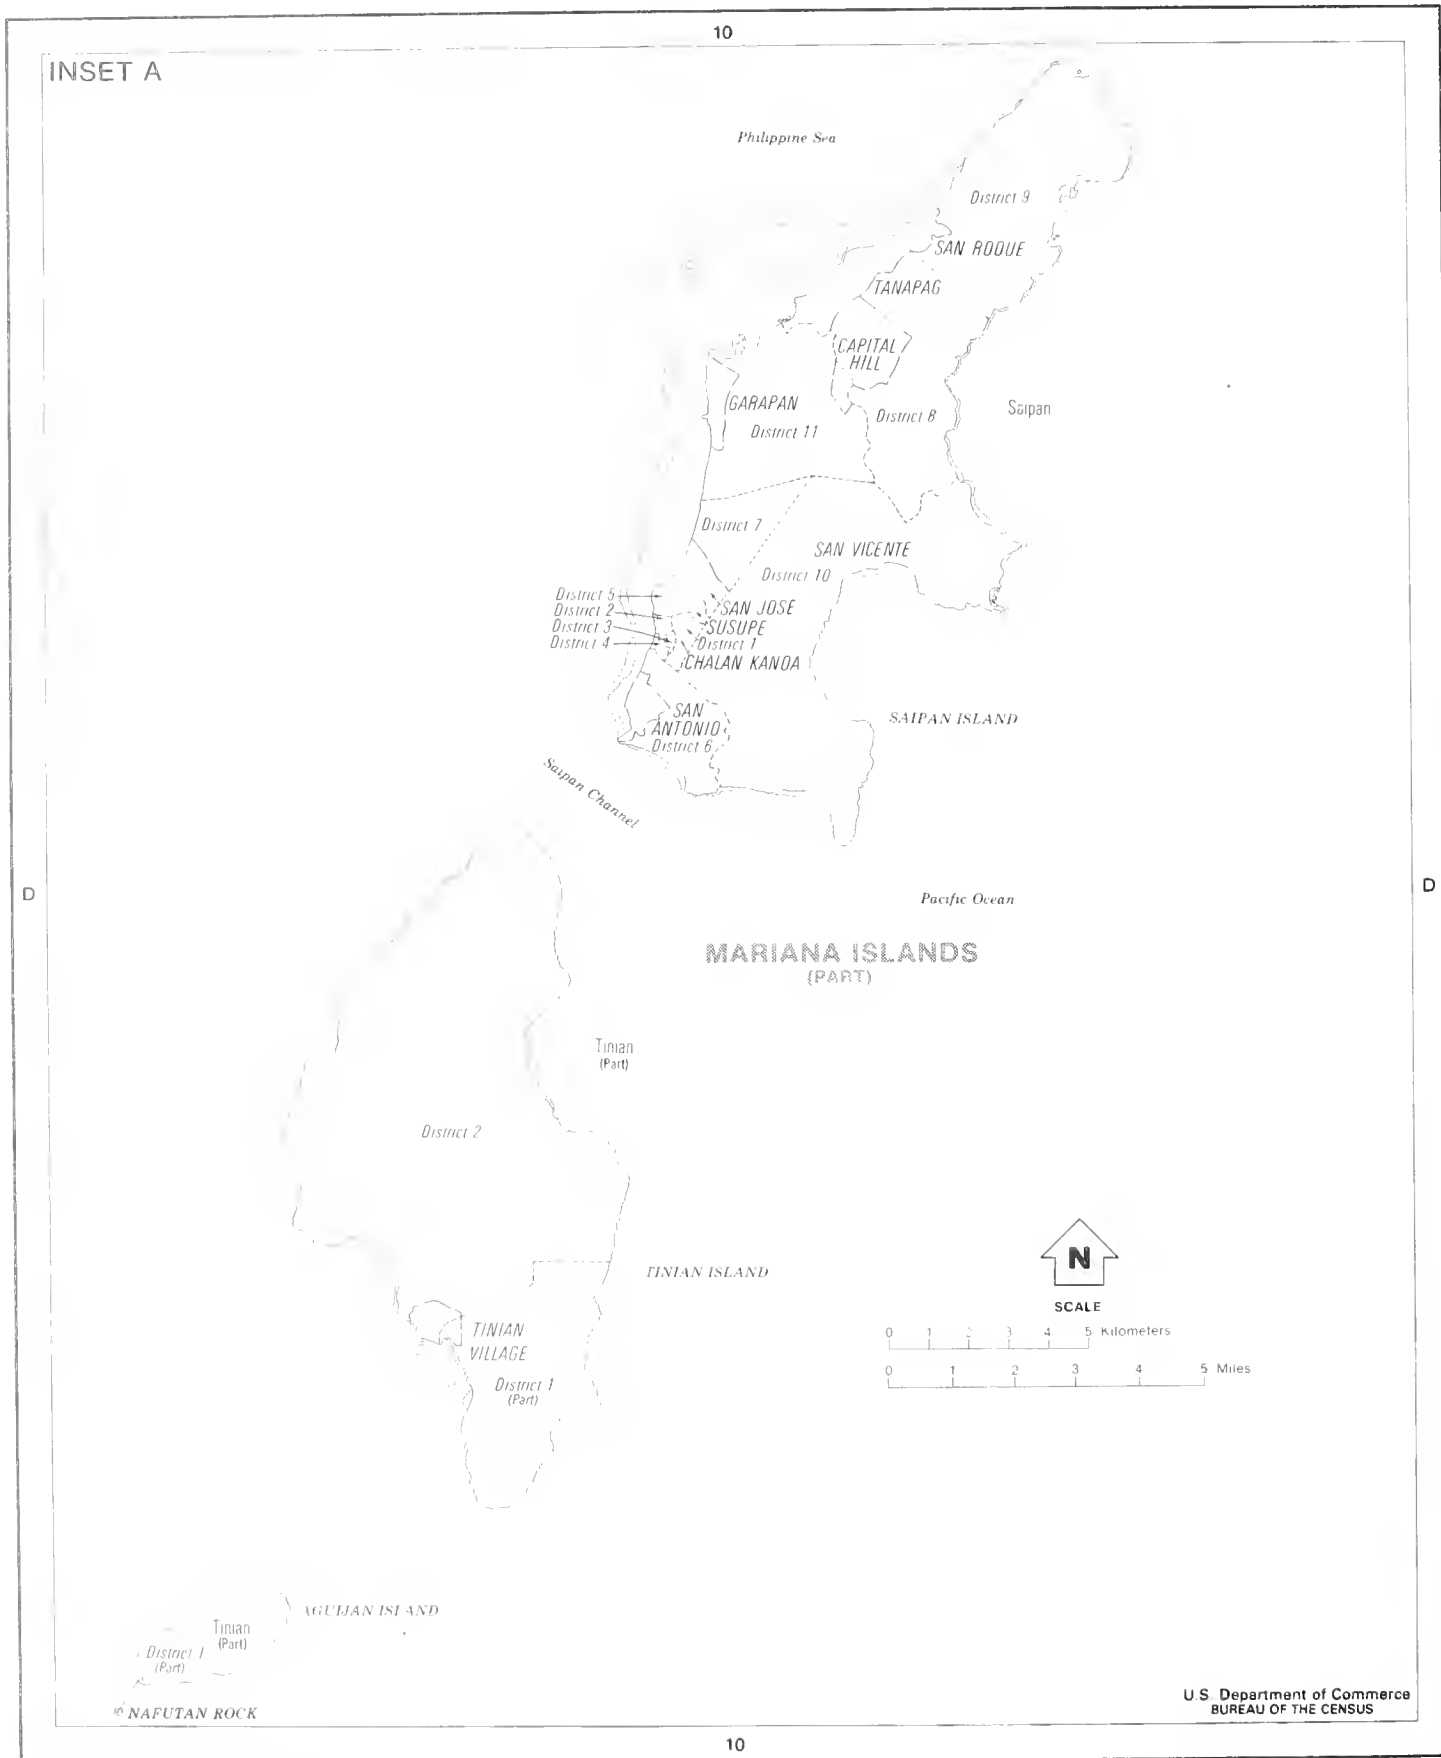 10
INSET A
Philippine Sea
District 9
SAN ROQUE
TANAPAG
CAPITAL
HILL
GARAPAN
District 11
District 8
Saipan
District 7
SAN VICENTE
District 10
District 5
District 2
District 3
District 4
SAN JOSE
SUSUPE
District 1
CHALAN KANOA
SAN
ANTONIO
District 6
SAIPAN ISLAND
Saipan Channel
D
D
Pacific Ocean
MARIANA ISLANDS
(PART)
Tinian
(Part)
District 2
TINIAN ISLAND
N
SCALE
0 1 2 3 4 5 Kilometers
0 1 2 3 4 5 Miles
TINIAN
VILLAGE
District 1
(Part)
AGUIJAN ISLAND
Tinian
(Part)
District 1
(Part)
NAFUTAN ROCK
U.S. Department of Commerce
BUREAU OF THE CENSUS
10